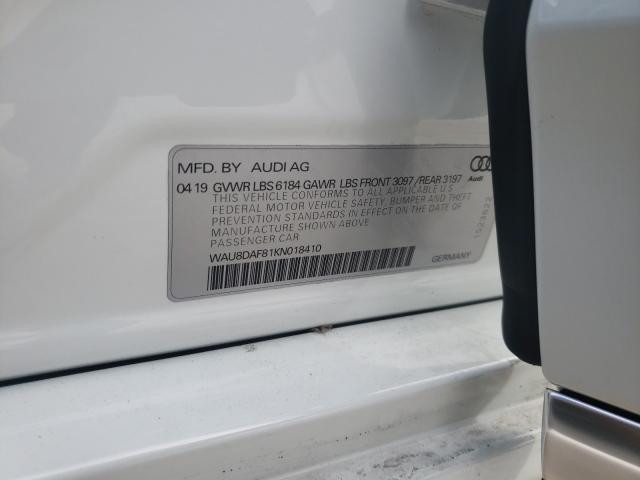 MFD. BY AUDI AG
04 19 GVWR LBS 6184 GAWR LBS FRONT 3097 /REAR 3197
THIS VEHICLE CONFORMS TO ALL APPLICABLE U.S.
FEDERAL MOTOR VEHICLE SAFETY, BUMPER AND THEFT
PREVENTION STANDARDS IN EFFECT ON THE DATE OF
MANUFACTURE SHOWN ABOVE
PASSENGER CAR
WAU8DAF81KN018410
Audi
1523622
GERMANY